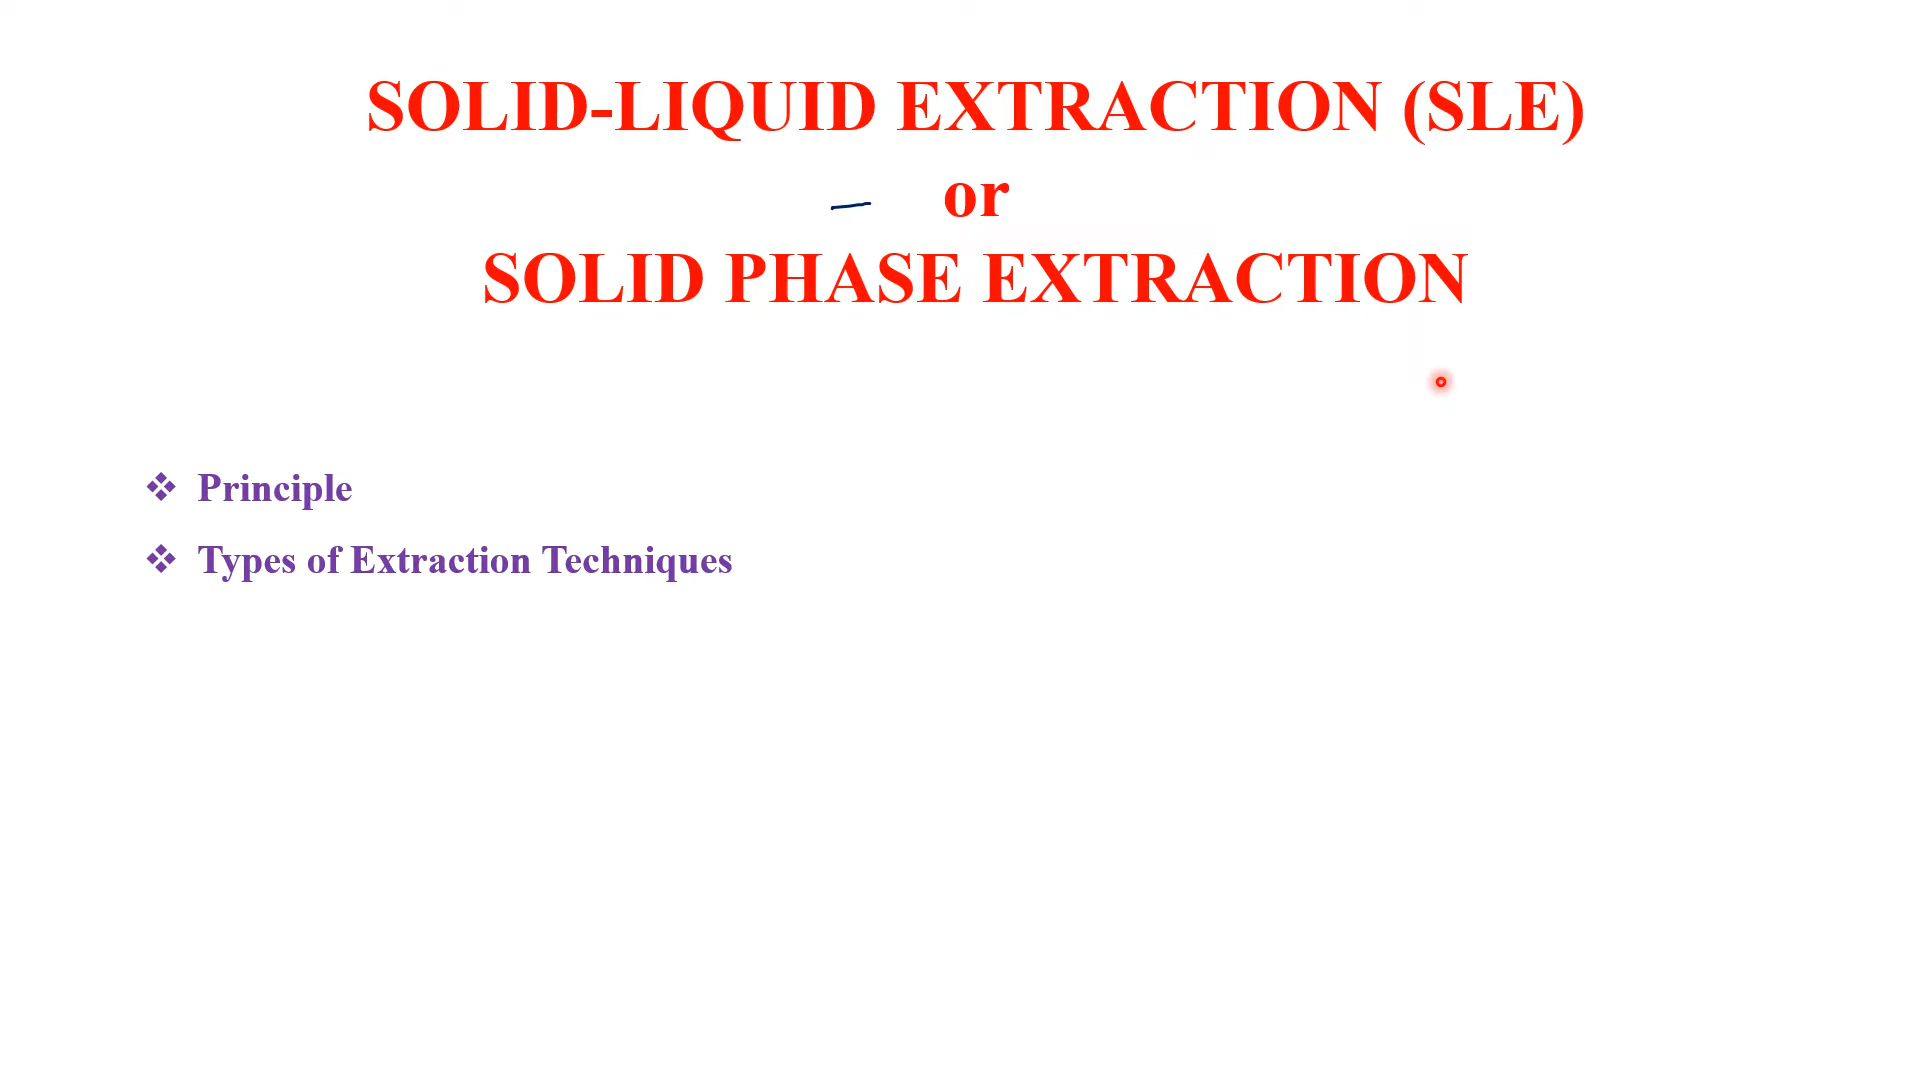 SOLID-LIQUID EXTRACTION (SLE)
or
SOLID PHASE EXTRACTION
❖ Principle
❖ Types of Extraction Techniques